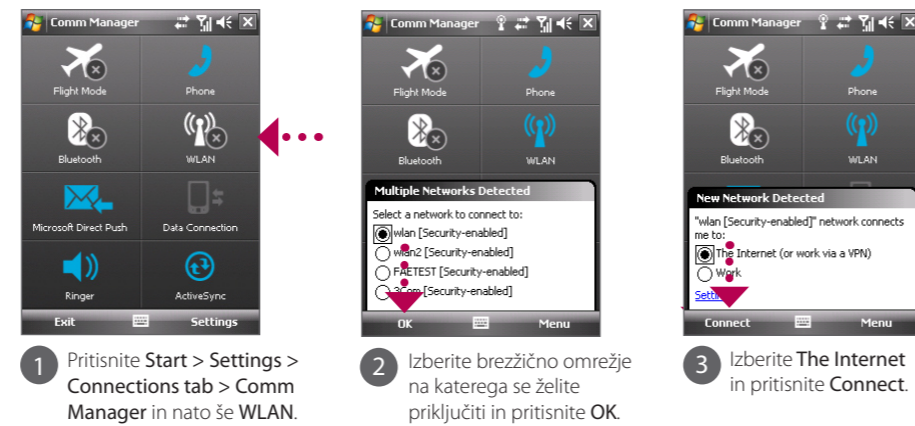 Comm Manager
Flight Mode
Phone
Bluetooth
WLAN
Microsoft Direct Push
Data Connection
Ringer
ActiveSync
Exit
Settings
1
Pritisnite Start > Settings >
Connections tab > Comm
Manager in nato še WLAN.
Comm Manager
Flight Mode
Phone
Bluetooth
WLAN
Multiple Networks Detected
Select a network to connect to:
wlan [Security-enabled]
wlan2 [Security-enabled]
FAETEST [Security-enabled]
3Com [Security-enabled]
OK
Menu
2
Izberite brezžično omrežje
na katerega se želite
priključiti in pritisnite OK.
Comm Manager
Flight Mode
Phone
Bluetooth
WLAN
New Network Detected
"wlan [Security-enabled]" network connects
me to:
The Internet (or work via a VPN)
Work
Connect
Menu
3
Izberite The Internet
in pritisnite Connect.